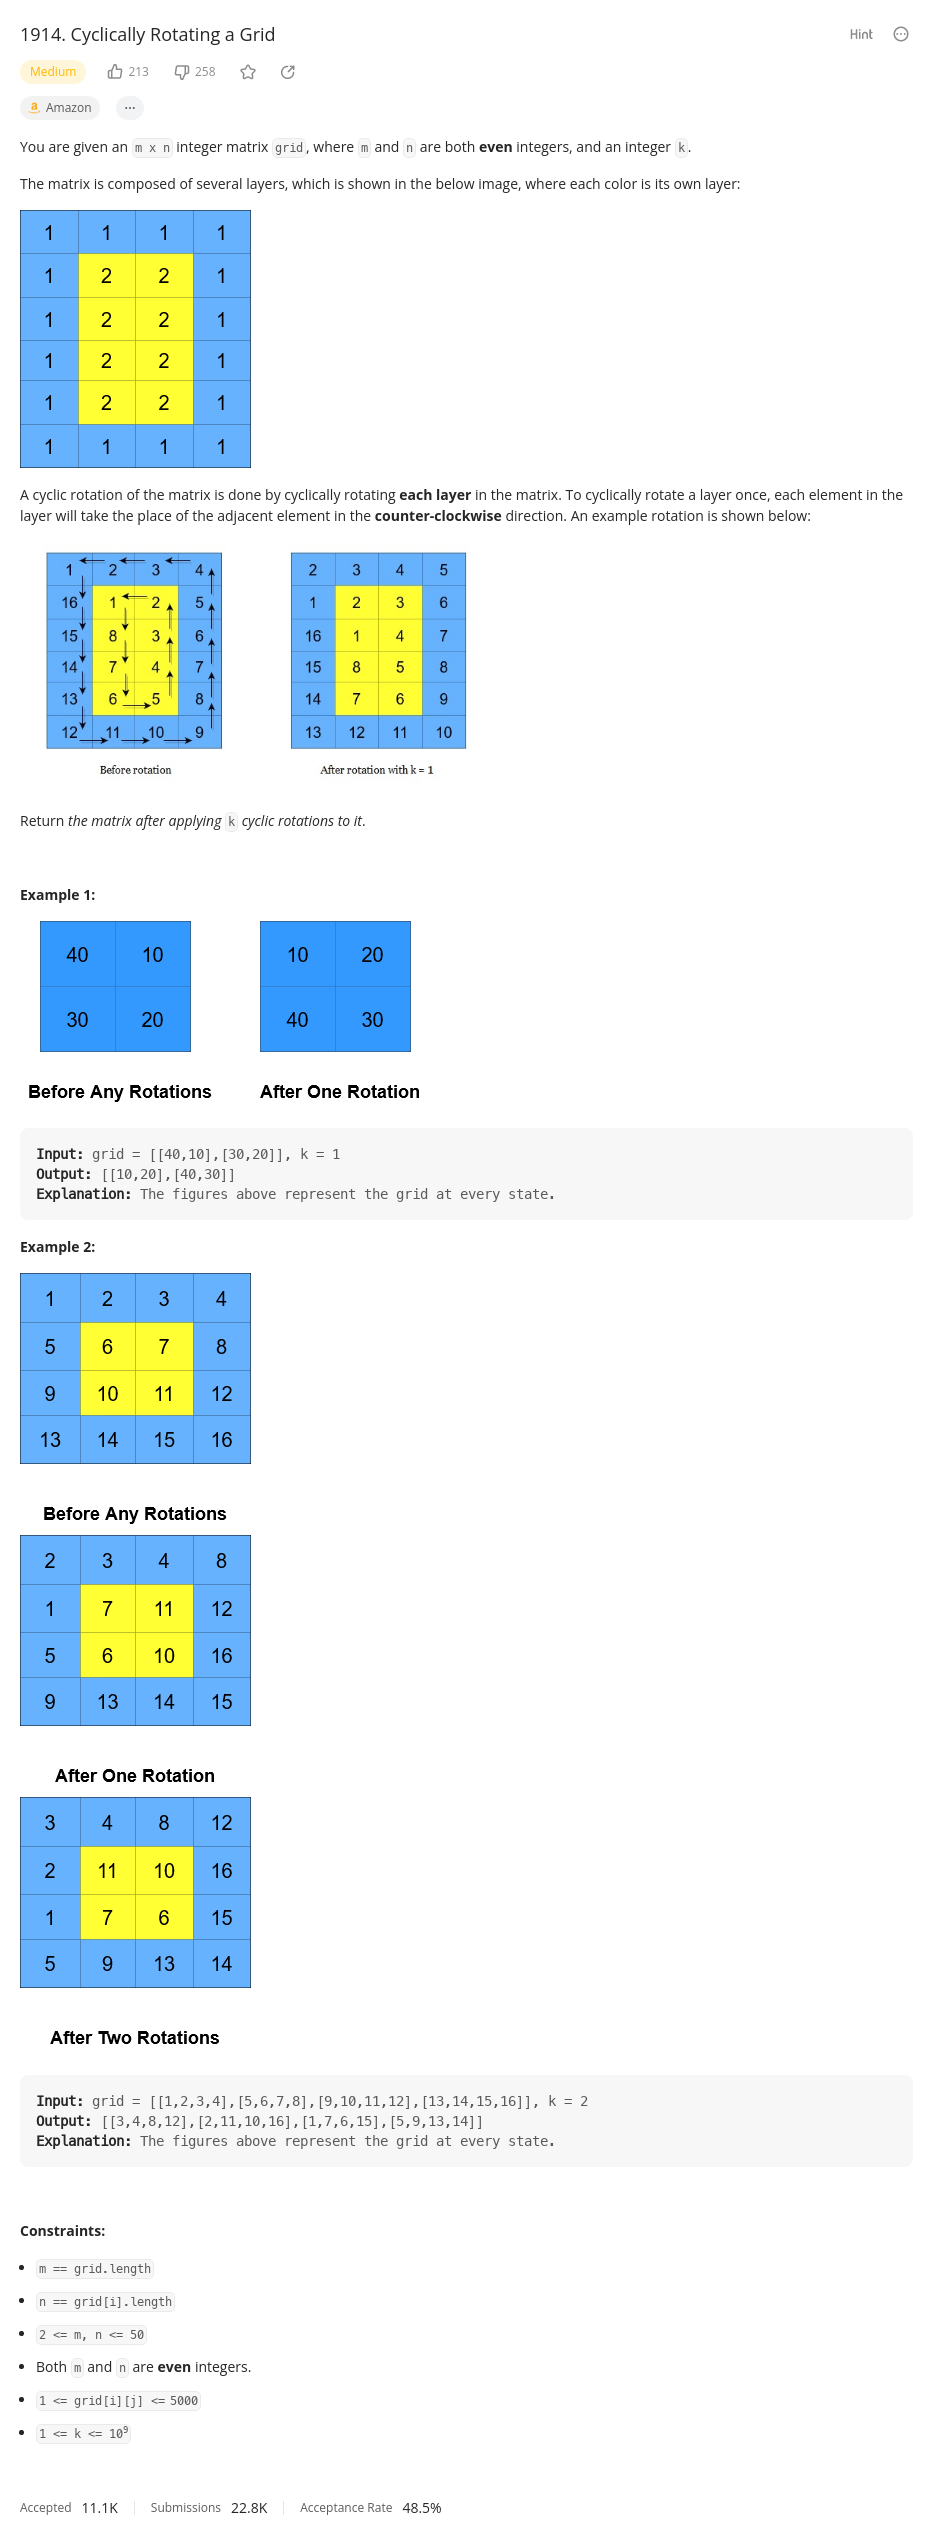 1914. Cyclically Rotating a Grid
Hint
Medium 213 258
a Amazon ...
You are given an m x n integer matrix grid, where m and n are both even integers, and an integer k.
The matrix is composed of several layers, which is shown in the below image, where each color is its own layer:
1 1 1 1
1 2 2 1
1 2 2 1
1 2 2 1
1 2 2 1
1 1 1 1
A cyclic rotation of the matrix is done by cyclically rotating each layer in the matrix. To cyclically rotate a layer once, each element in the
layer will take the place of the adjacent element in the counter-clockwise direction. An example rotation is shown below:
1 2 3 4 2 3 4 5
16 1 2 5 1 2 3 6
15 8 3 6 16 1 4 7
14 7 4 7 15 8 5 8
13 6 5 8 14 7 6 9
12 11 10 9 13 12 11 10
Before rotation After rotation with k = 1
Return the matrix after applying k cyclic rotations to it.
Example 1:
40 10 10 20
30 20 40 30
Before Any Rotations After One Rotation
Input: grid = [[40,10],[30,20]], k = 1
Output: [[10,20],[40,30]]
Explanation: The figures above represent the grid at every state.
Example 2:
1 2 3 4
5 6 7 8
9 10 11 12
13 14 15 16
Before Any Rotations
2 3 4 8
1 7 11 12
5 6 10 16
9 13 14 15
After One Rotation
3 4 8 12
2 11 10 16
1 7 6 15
5 9 13 14
After Two Rotations
Input: grid = [[1,2,3,4],[5,6,7,8],[9,10,11,12],[13,14,15,16]], k = 2
Output: [[3,4,8,12],[2,11,10,16],[1,7,6,15],[5,9,13,14]]
Explanation: The figures above represent the grid at every state.
Constraints:
• m == grid.length
• n == grid[i].length
• 2 <= m, n <= 50
• Both m and n are even integers.
• 1 <= grid[i][j] <= 5000
• 1 <= k <= 10⁹
Accepted 11.1K Submissions 22.8K Acceptance Rate 48.5%